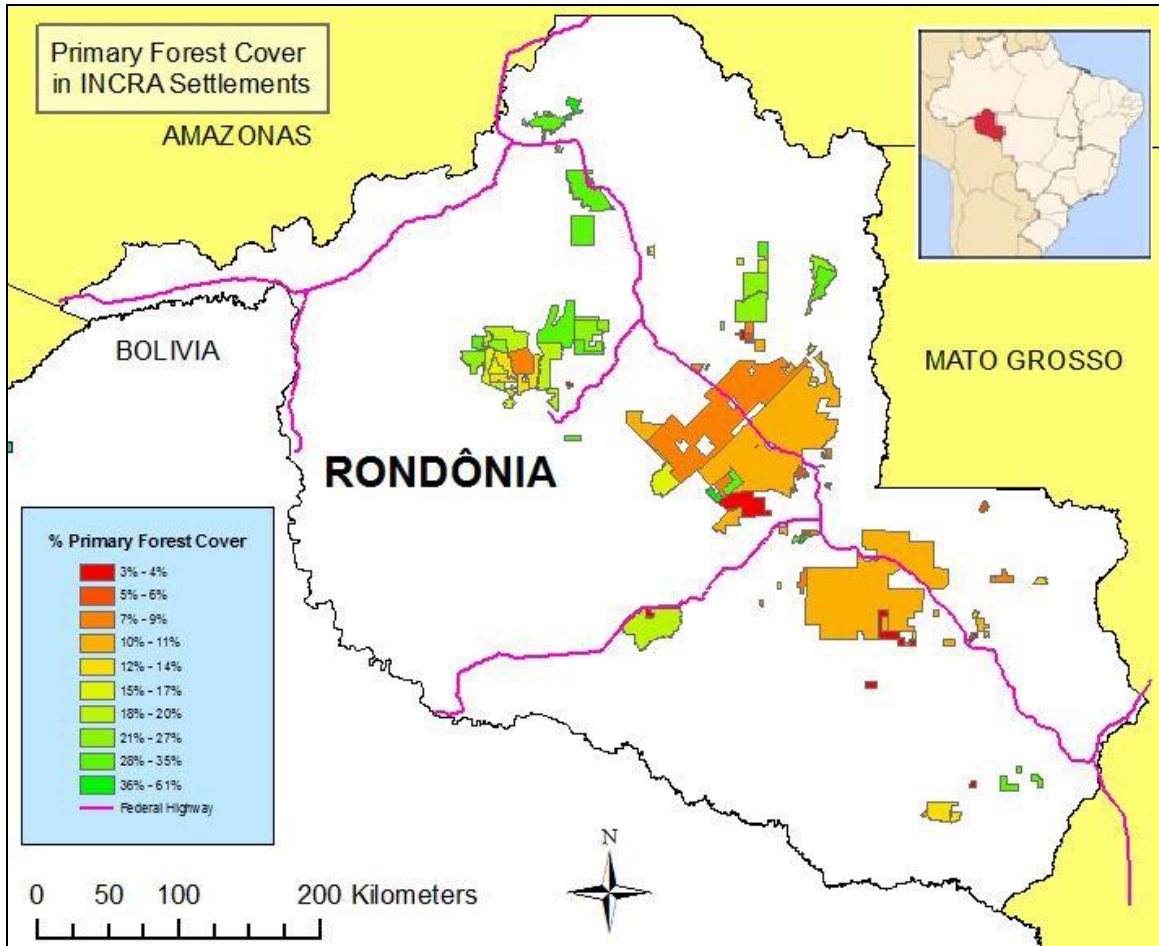 Primary Forest Cover
in INCRA Settlements
AMAZONAS
BOLIVIA
MATO GROSSO
RONDÔNIA
% Primary Forest Cover
3% - 4%
5% - 6%
7% - 9%
10% - 11%
12% - 14%
15% - 17%
18% - 20%
21% - 27%
28% - 35%
36% - 61%
Federal Highway
N
0 50 100 200 Kilometers